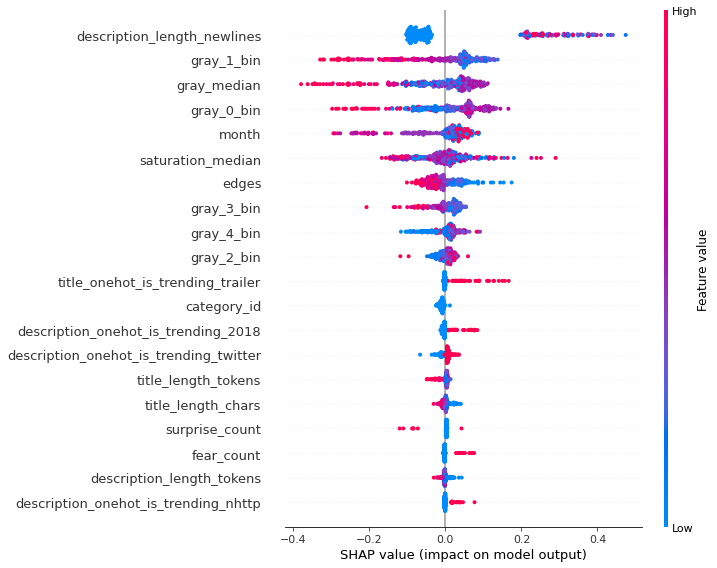 High
description_length_newlines
gray_1_bin
gray_median
gray_0_bin
month
saturation_median
edges
gray_3_bin
gray_4_bin
gray_2_bin
title_onehot_is_trending_trailer
category_id
description_onehot_is_trending_2018
description_onehot_is_trending_twitter
title_length_tokens
title_length_chars
surprise_count
fear_count
description_length_tokens
description_onehot_is_trending_nhttp
Feature value
Low
−0.4 −0.2 0.0 0.2 0.4
SHAP value (impact on model output)